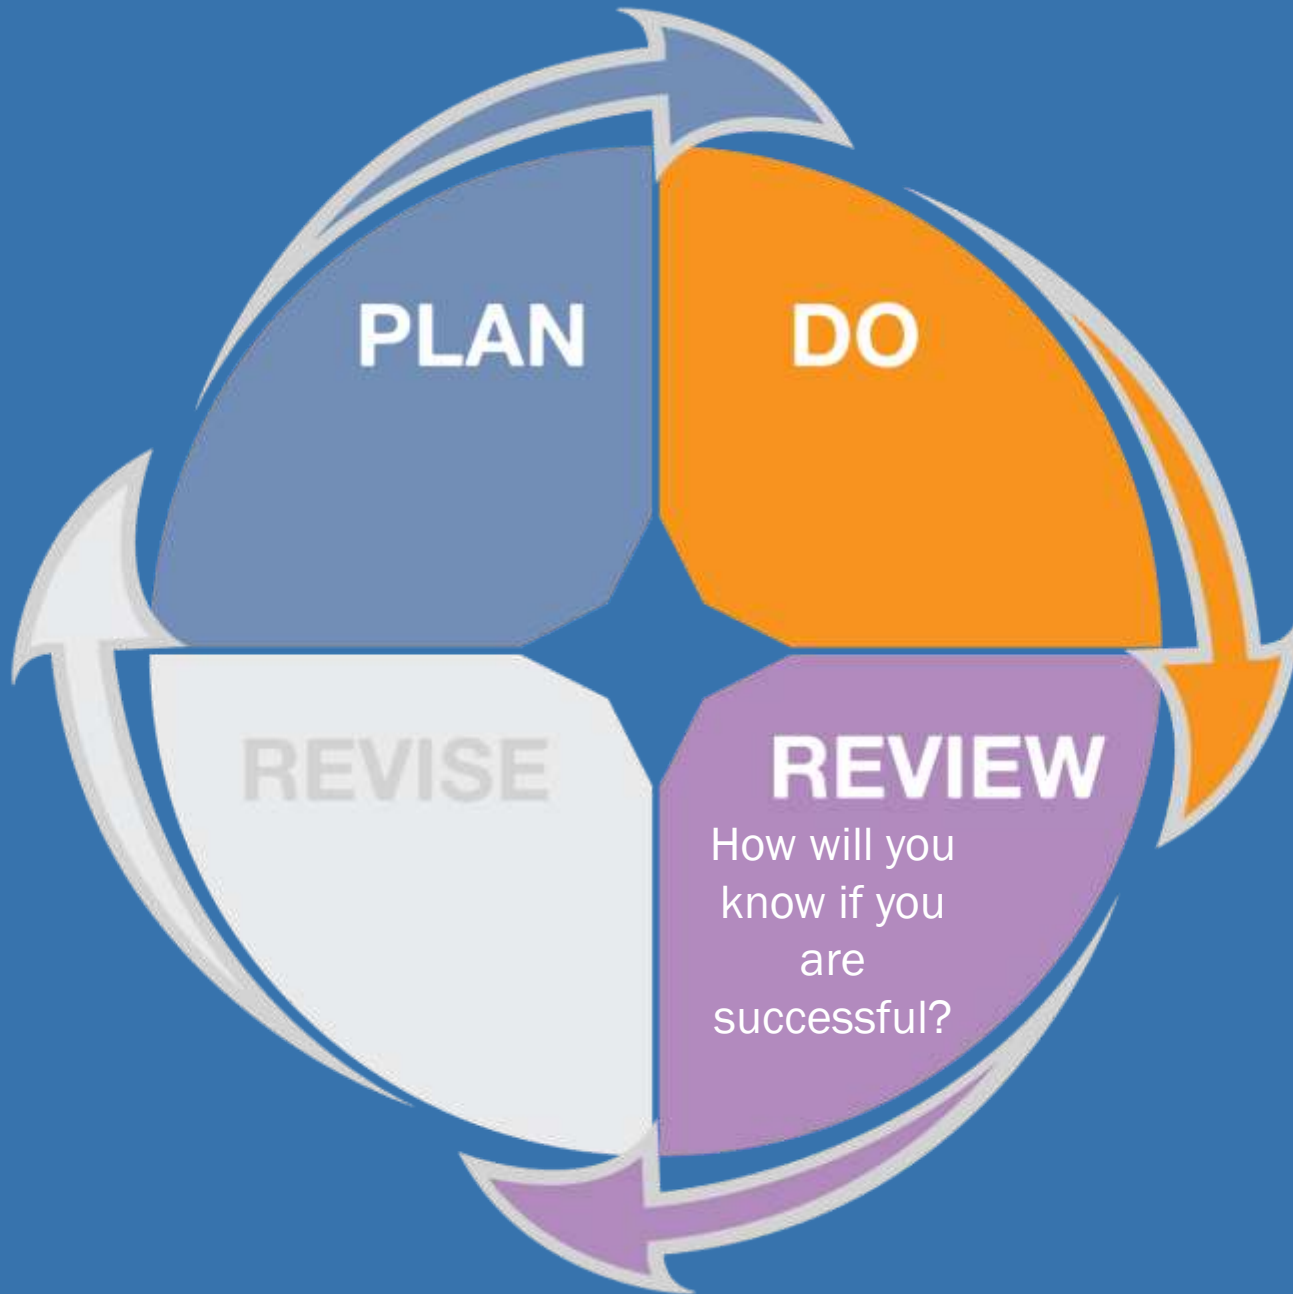 PLAN
DO
REVISE
REVIEW
How will you
know if you
are
successful?